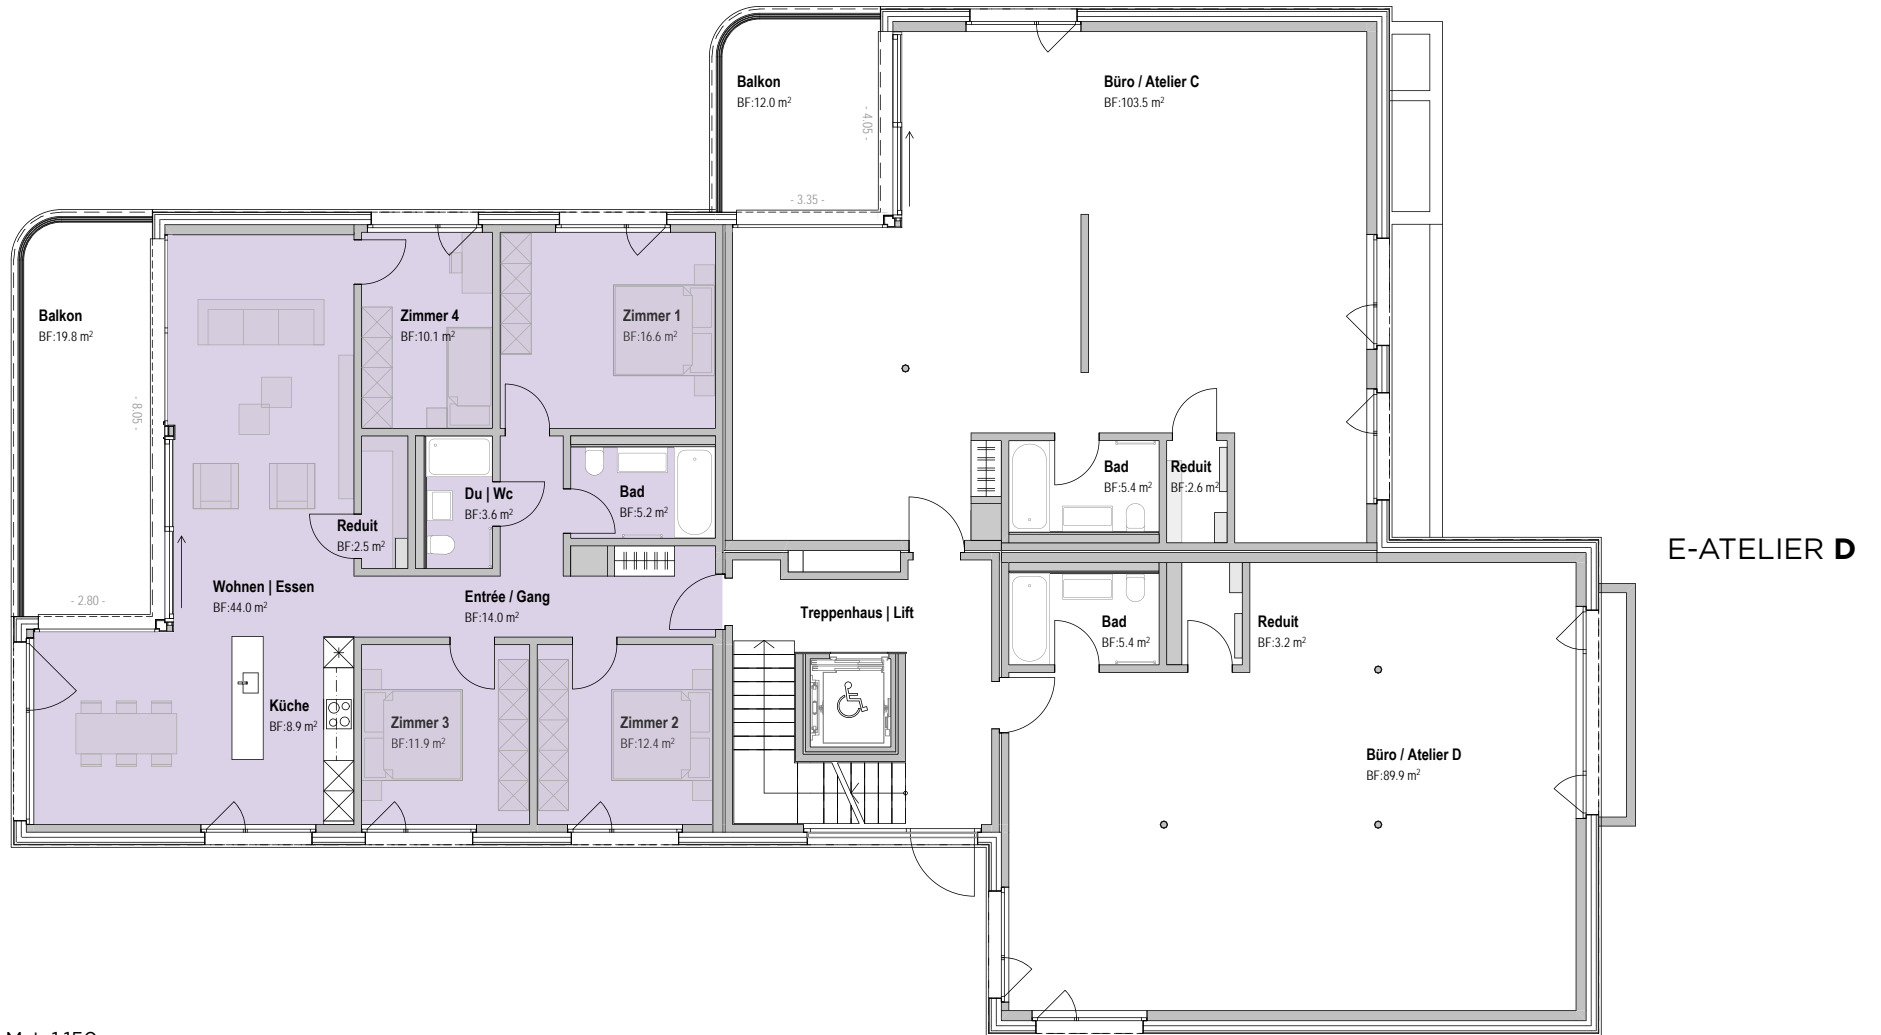 Balkon
BF:12.0 m²
- 4.05 -
- 3.35 -
Büro / Atelier C
BF:103.5 m²
Balkon
BF:19.8 m²
- 8.05 -
- 2.80 -
Zimmer 4
BF:10.1 m²
Zimmer 1
BF:16.6 m²
Du | Wc
BF:3.6 m²
Bad
BF:5.2 m²
Reduit
BF:2.5 m²
Bad
BF:5.4 m²
Reduit
BF:2.6 m²
E-ATELIER D
Wohnen | Essen
BF:44.0 m²
Entrée / Gang
BF:14.0 m²
Treppenhaus | Lift
Bad
BF:5.4 m²
Reduit
BF:3.2 m²
Küche
BF:8.9 m²
Zimmer 3
BF:11.9 m²
Zimmer 2
BF:12.4 m²
Büro / Atelier D
BF:89.9 m²